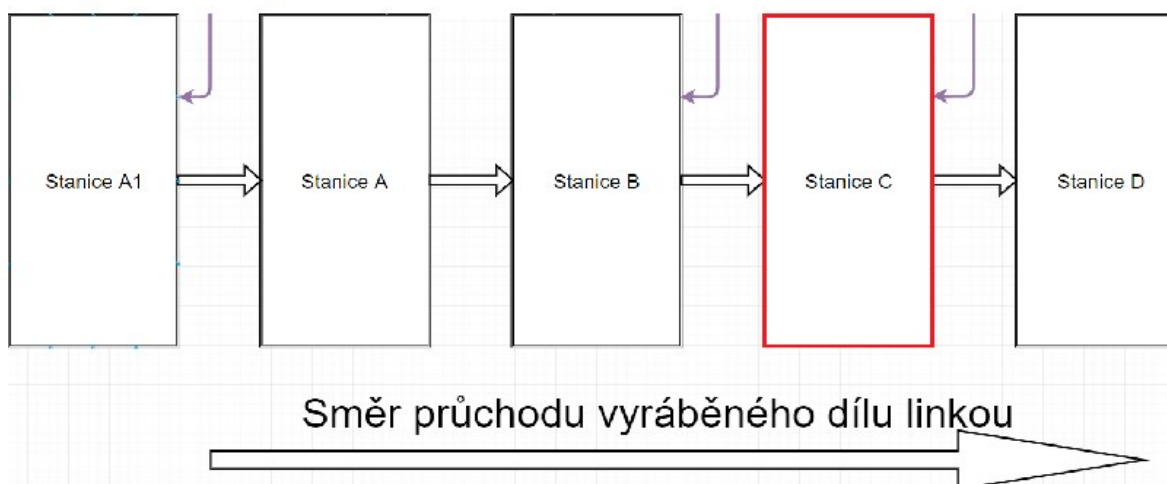 Stanice A1
Stanice A
Stanice B
Stanice C
Stanice D
Směr průchodu vyráběného dílu linkou